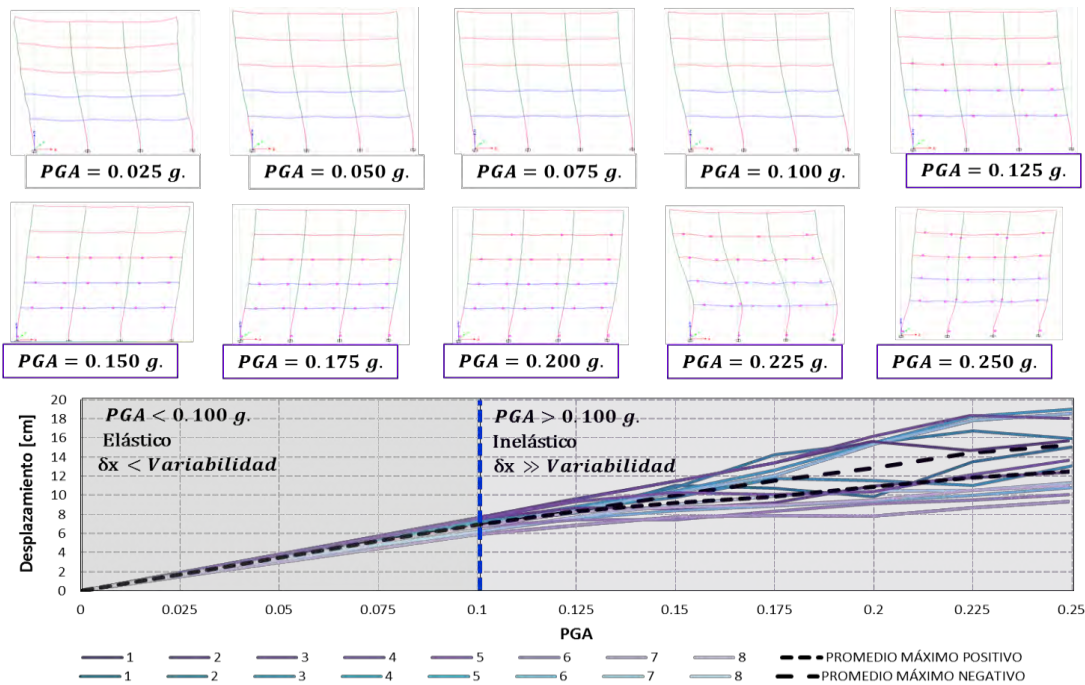 PGA = 0.025 g.
PGA = 0.050 g.
PGA = 0.075 g.
PGA = 0.100 g.
PGA = 0.125 g.
PGA = 0.150 g.
PGA = 0.175 g.
PGA = 0.200 g.
PGA = 0.225 g.
PGA = 0.250 g.
Desplazamiento [cm]
20
18
16
14
12
10
8
6
4
2
0
PGA < 0.100 g.
Elástico
δx < Variabilidad
PGA > 0.100 g.
Inelástico
δx ≫ Variabilidad
0 0.025 0.05 0.075 0.1 0.125 0.15 0.175 0.2 0.225 0.25
PGA
1 2 3 4 5 6 7 8 PROMEDIO MÁXIMO POSITIVO
1 2 3 4 5 6 7 8 PROMEDIO MÁXIMO NEGATIVO